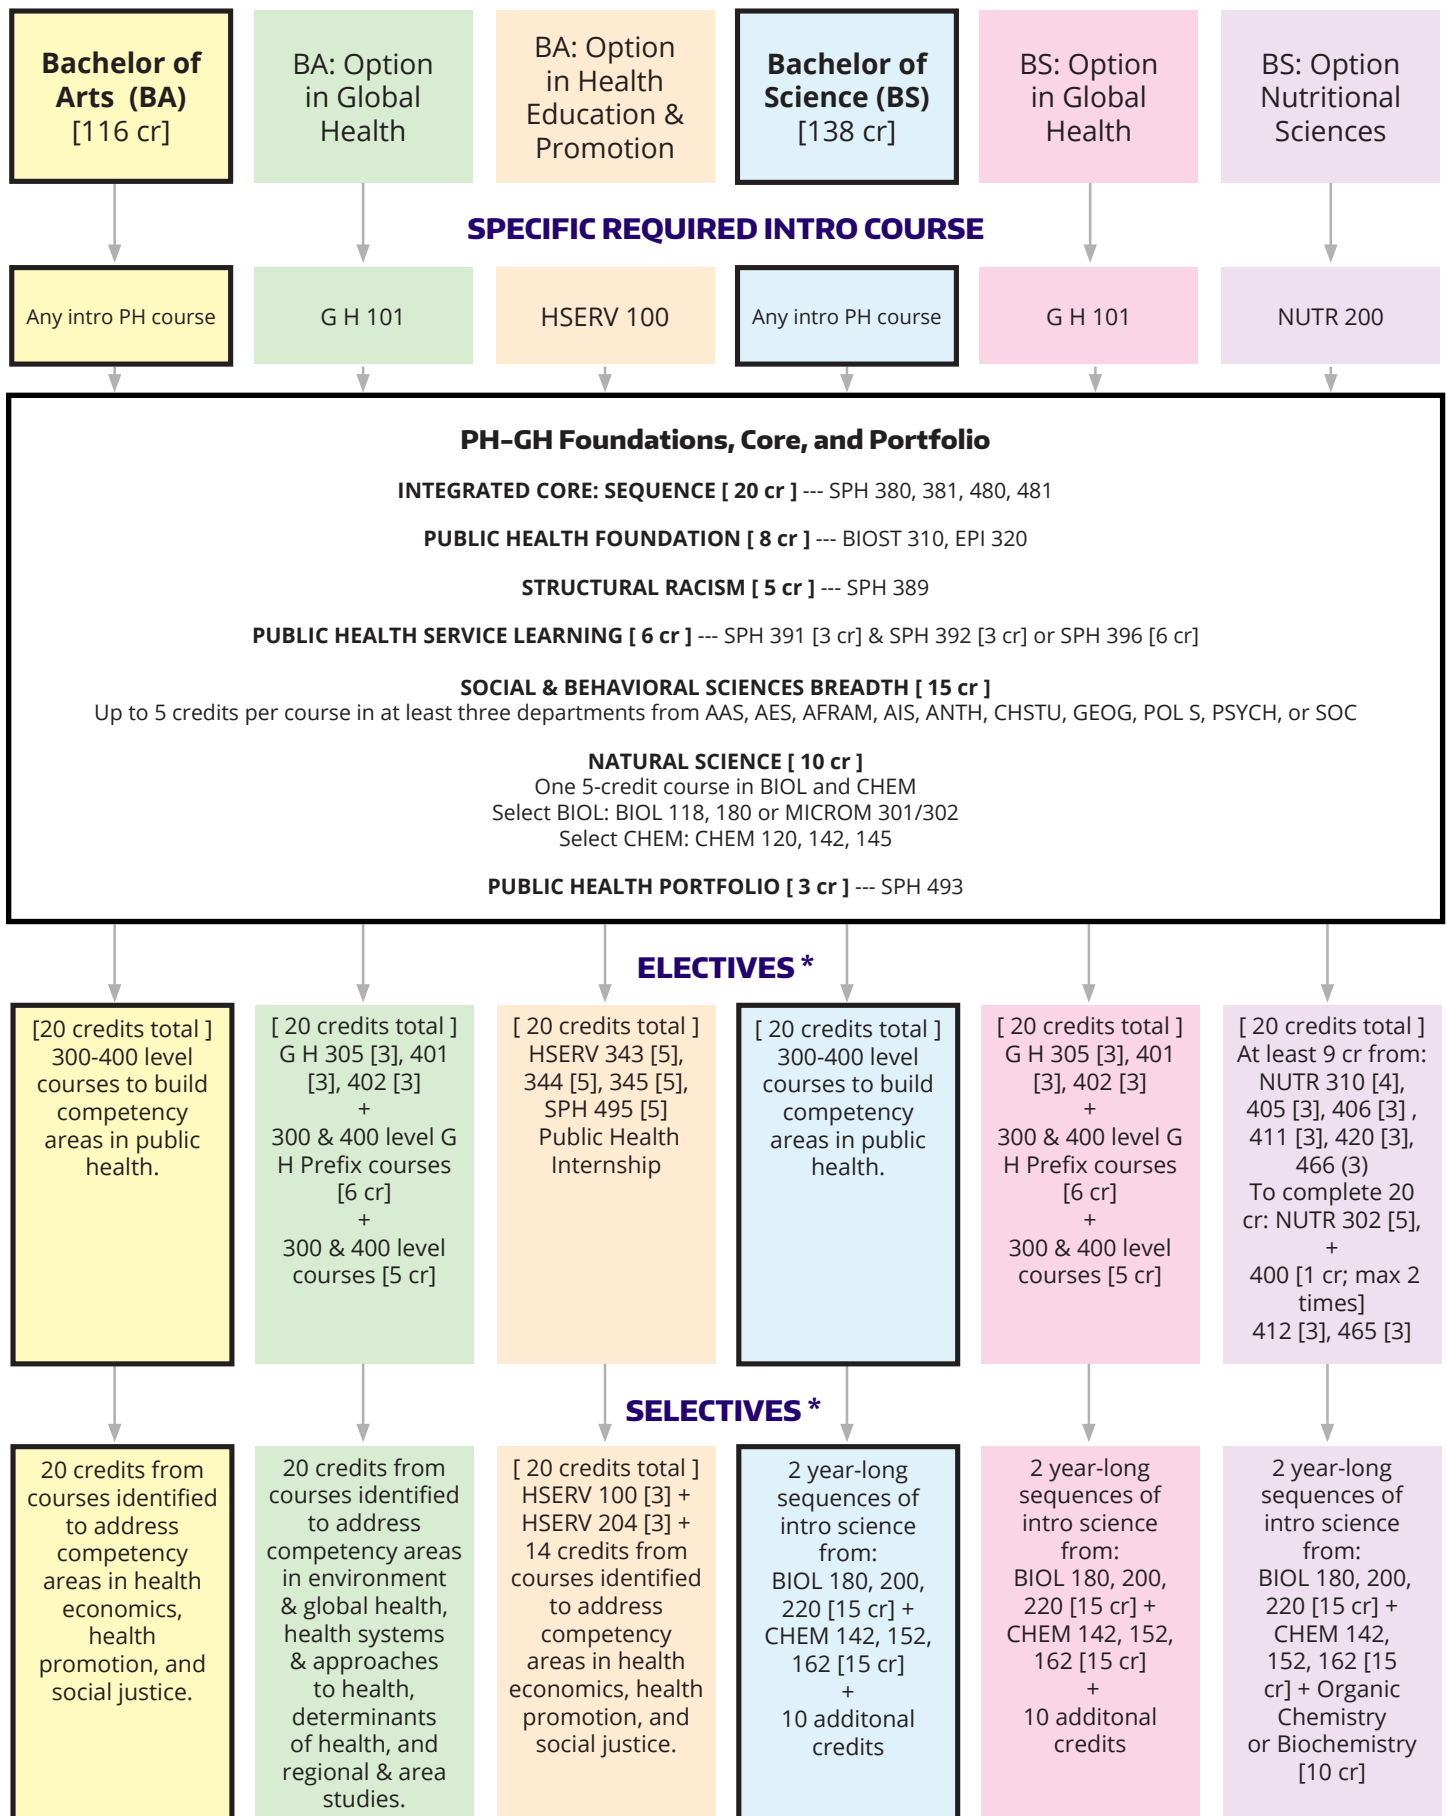 Bachelor of
Arts  (BA)
[116 cr]
BA: Option
in Global
Health
BA: Option
in Health
Education &
Promotion
Bachelor of
Science (BS)
[138 cr]
BS: Option
in Global
Health
BS: Option
Nutritional
Sciences
SPECIFIC REQUIRED INTRO COURSE
Any intro PH course
G H 101
HSERV 100
Any intro PH course
G H 101
NUTR 200
PH-GH Foundations, Core, and Portfolio
INTEGRATED CORE: SEQUENCE [ 20 cr ] --- SPH 380, 381, 480, 481
PUBLIC HEALTH FOUNDATION [ 8 cr ] --- BIOST 310, EPI 320
STRUCTURAL RACISM [ 5 cr ] --- SPH 389
PUBLIC HEALTH SERVICE LEARNING [ 6 cr ] --- SPH 391 [3 cr] & SPH 392 [3 cr] or SPH 396 [6 cr]
SOCIAL & BEHAVIORAL SCIENCES BREADTH [ 15 cr ]
Up to 5 credits per course in at least three departments from AAS, AES, AFRAM, AIS, ANTH, CHSTU, GEOG, POL S, PSYCH, or SOC
NATURAL SCIENCE [ 10 cr ]
One 5-credit course in BIOL and CHEM
Select BIOL: BIOL 118, 180 or MICROM 301/302
Select CHEM: CHEM 120, 142, 145
PUBLIC HEALTH PORTFOLIO [ 3 cr ] --- SPH 493
ELECTIVES *
[20 credits total ]
300-400 level
courses to build
competency
areas in public
health.
[ 20 credits total ]
G H 305 [3], 401
[3], 402 [3]
+
300 & 400 level G
H Prefix courses
[6 cr]
+
300 & 400 level
courses [5 cr]
[ 20 credits total ]
HSERV 343 [5],
344 [5], 345 [5],
SPH 495 [5]
Public Health
Internship
[ 20 credits total ]
300-400 level
courses to build
competency
areas in public
health.
[ 20 credits total ]
G H 305 [3], 401
[3], 402 [3]
+
300 & 400 level G
H Prefix courses
[6 cr]
+
300 & 400 level
courses [5 cr]
[ 20 credits total ]
At least 9 cr from:
NUTR 310 [4],
405 [3], 406 [3] ,
411 [3], 420 [3],
466 (3)
To complete 20
cr: NUTR 302 [5],
+
400 [1 cr; max 2
times]
412 [3], 465 [3]
SELECTIVES *
20 credits from
courses identified
to address
competency
areas in health
economics,
health
promotion, and
social justice.
20 credits from
courses identified
to address
competency areas
in environment
& global health,
health systems
& approaches
to health,
determinants
of health, and
regional & area
studies.
[ 20 credits total ]
HSERV 100 [3] +
HSERV 204 [3] +
14 credits from
courses identified
to address
competency
areas in health
economics, health
promotion, and
social justice.
2 year-long
sequences of
intro science
from:
BIOL 180, 200,
220 [15 cr] +
CHEM 142, 152,
162 [15 cr]
+
10 additonal
credits
2 year-long
sequences of
intro science
from:
BIOL 180, 200,
220 [15 cr] +
CHEM 142, 152,
162 [15 cr]
+
10 additonal
credits
2 year-long
sequences of
intro science
from:
BIOL 180, 200,
220 [15 cr] +
CHEM 142,
152, 162 [15
cr] + Organic
Chemistry
or Biochemistry
[10 cr]